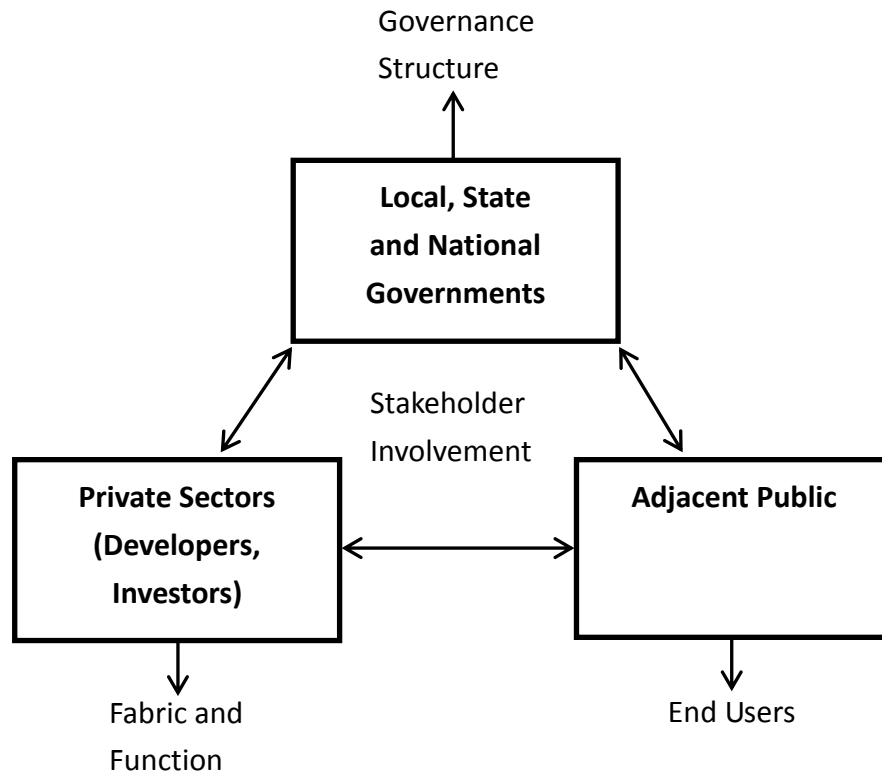 Governance
Structure
Local, State
and National
Governments
Stakeholder
Involvement
Private Sectors
(Developers,
Investors)
Adjacent Public
Fabric and
Function
End Users